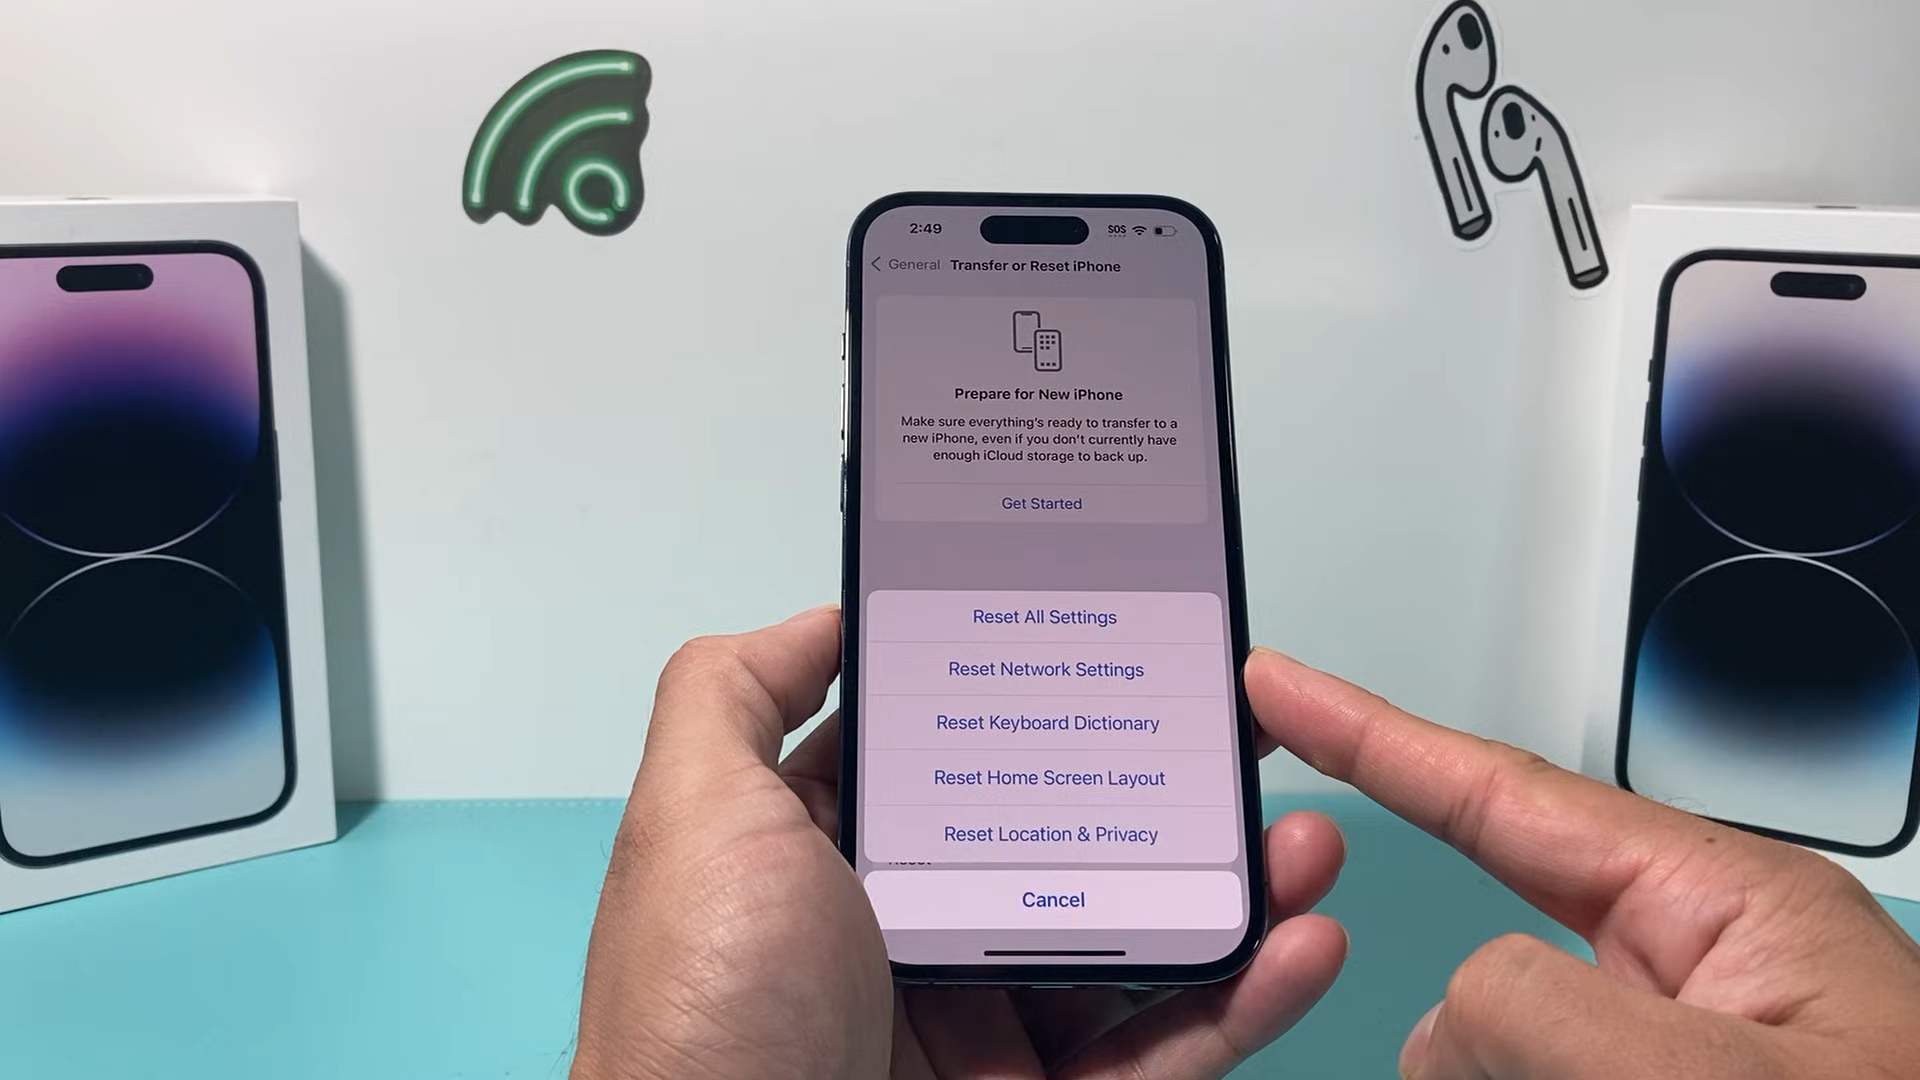 2:49
SOS
General
Transfer or Reset iPhone
Prepare for New iPhone
Make sure everything's ready to transfer to a
new iPhone, even if you don't currently have
enough iCloud storage to back up.
Get Started
Reset All Settings
Reset Network Settings
Reset Keyboard Dictionary
Reset Home Screen Layout
Reset Location & Privacy
Reset
Cancel